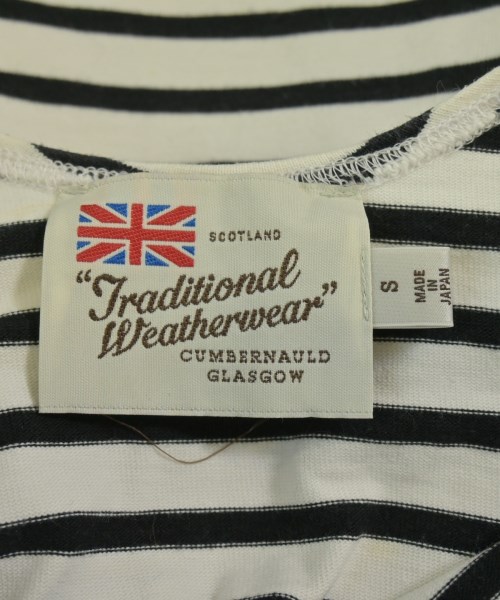 SCOTLAND
"Traditional
Weatherwear"
CUMBERNAULD
GLASGOW
S
MADE
IN
JAPAN